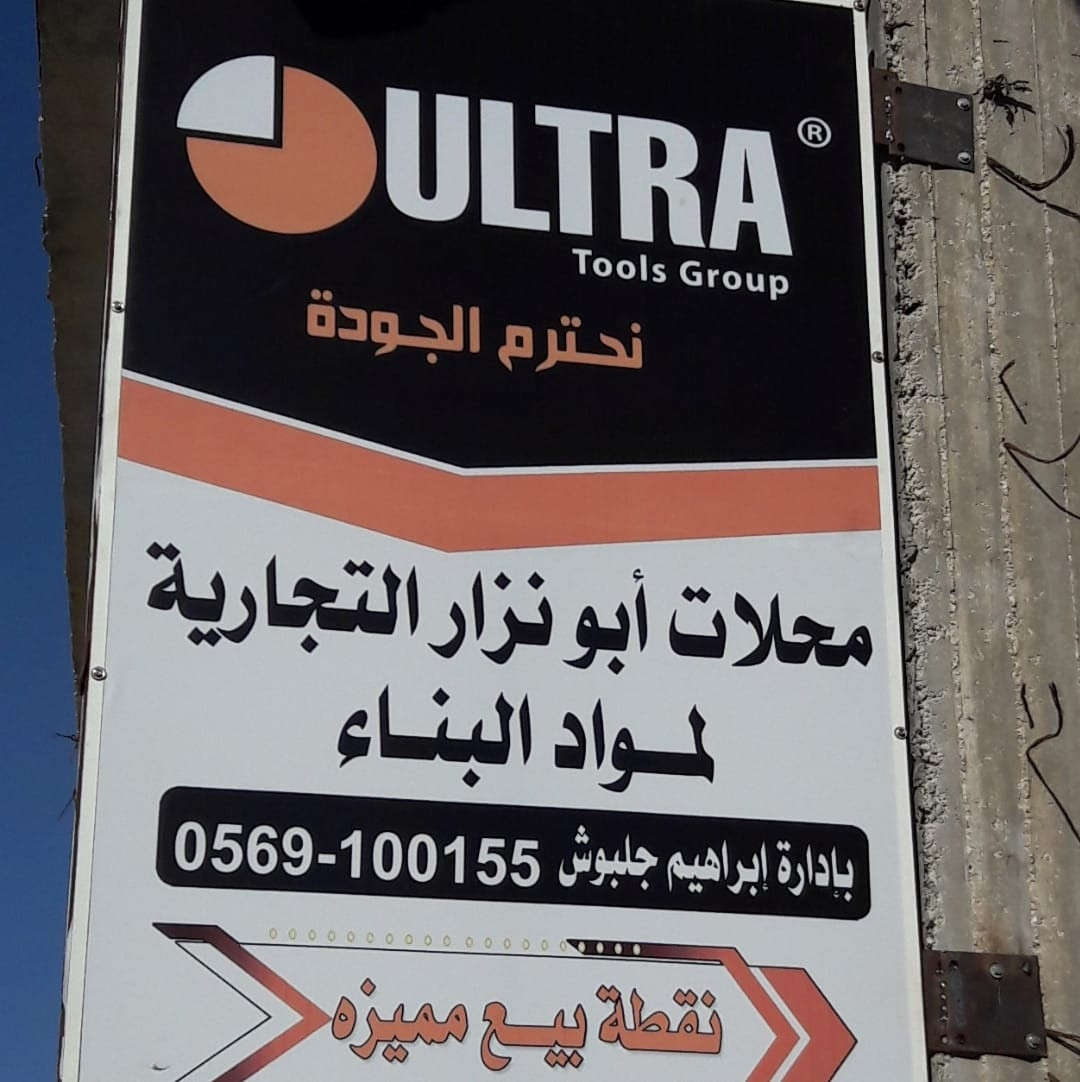 ULTRA®
Tools Group
نحترم الجودة
محلات أبو نزار التجارية
لمواد البناء
بإدارة إبراهيم جلبوش 0569-100155
نقطة بيع مميزه